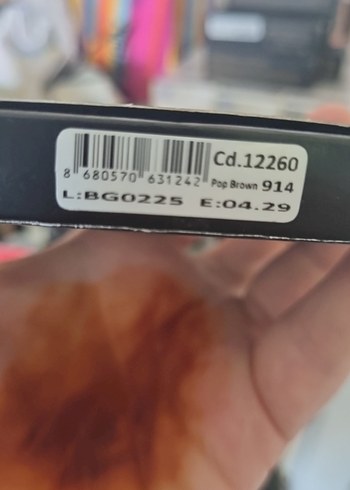 Cd.12260
8 680570 631242
Pop Brown 914
L:BG0225 E:04.29